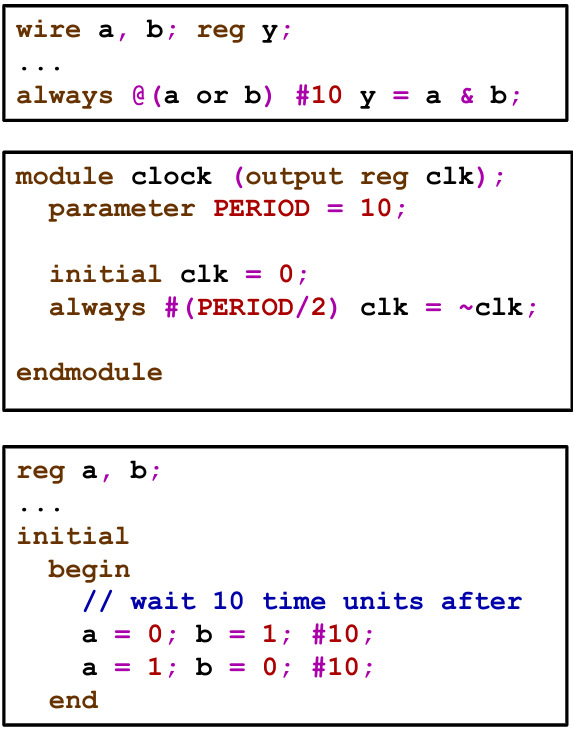 wire a, b; reg y;
...
always @(a or b) #10 y = a & b;
module clock (output reg clk);
parameter PERIOD = 10;
initial clk = 0;
always #(PERIOD/2) clk = ~clk;
endmodule
reg a, b;
...
initial
begin
// wait 10 time units after
a = 0; b = 1; #10;
a = 1; b = 0; #10;
end